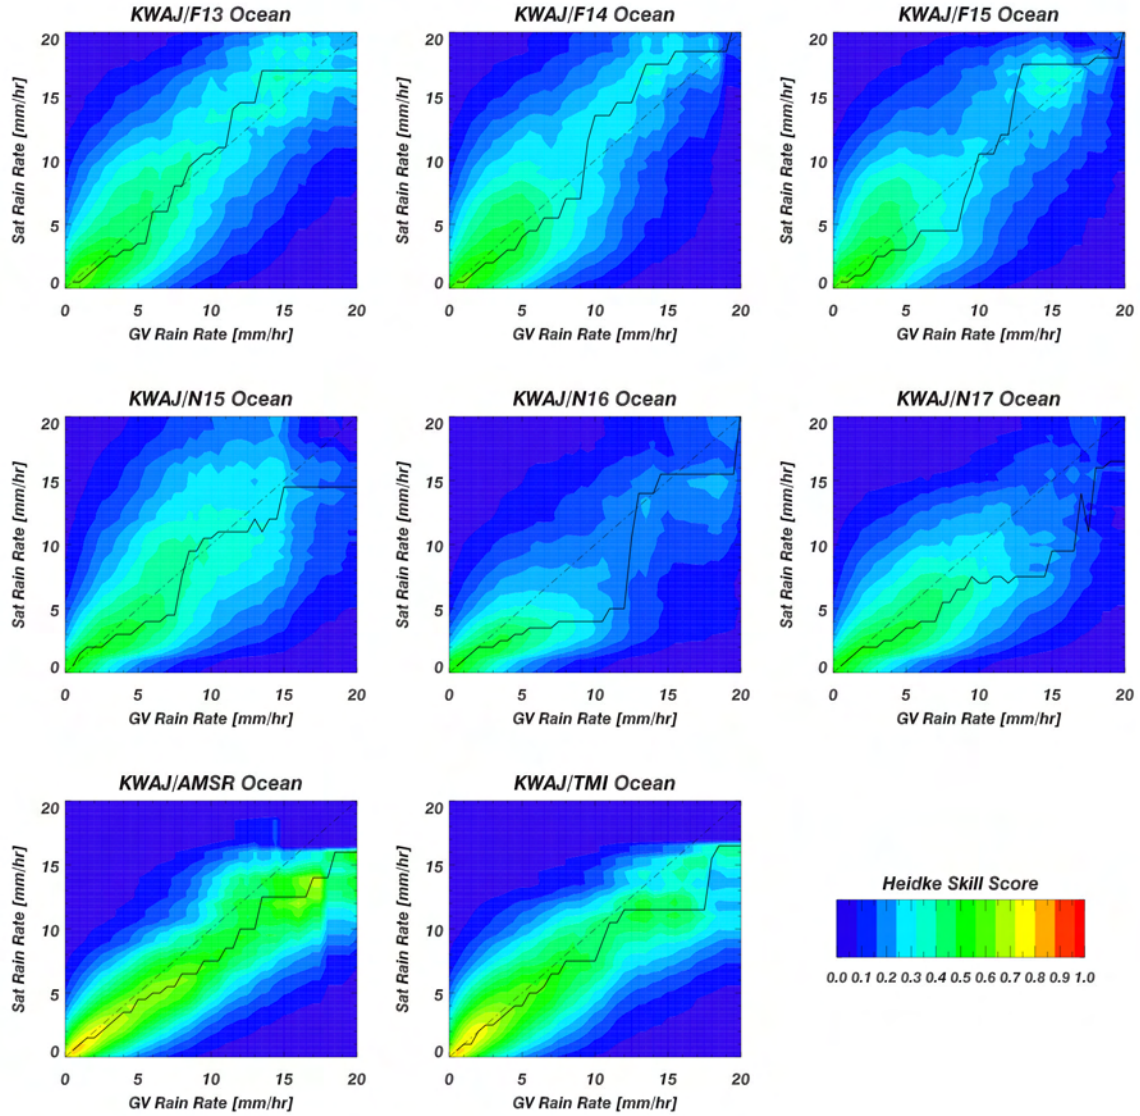 KWAJ/F13 Ocean
KWAJ/F14 Ocean
KWAJ/F15 Ocean
20
15
10
5
0
Sat Rain Rate [mm/hr]
0 5 10 15 20
GV Rain Rate [mm/hr]
20
15
10
5
0
Sat Rain Rate [mm/hr]
0 5 10 15 20
GV Rain Rate [mm/hr]
20
15
10
5
0
Sat Rain Rate [mm/hr]
0 5 10 15 20
GV Rain Rate [mm/hr]
KWAJ/N15 Ocean
KWAJ/N16 Ocean
KWAJ/N17 Ocean
20
15
10
5
0
Sat Rain Rate [mm/hr]
0 5 10 15 20
GV Rain Rate [mm/hr]
20
15
10
5
0
Sat Rain Rate [mm/hr]
0 5 10 15 20
GV Rain Rate [mm/hr]
20
15
10
5
0
Sat Rain Rate [mm/hr]
0 5 10 15 20
GV Rain Rate [mm/hr]
KWAJ/AMSR Ocean
KWAJ/TMI Ocean
20
15
10
5
0
Sat Rain Rate [mm/hr]
0 5 10 15 20
GV Rain Rate [mm/hr]
20
15
10
5
0
Sat Rain Rate [mm/hr]
0 5 10 15 20
GV Rain Rate [mm/hr]
Heidke Skill Score
0.0 0.1 0.2 0.3 0.4 0.5 0.6 0.7 0.8 0.9 1.0